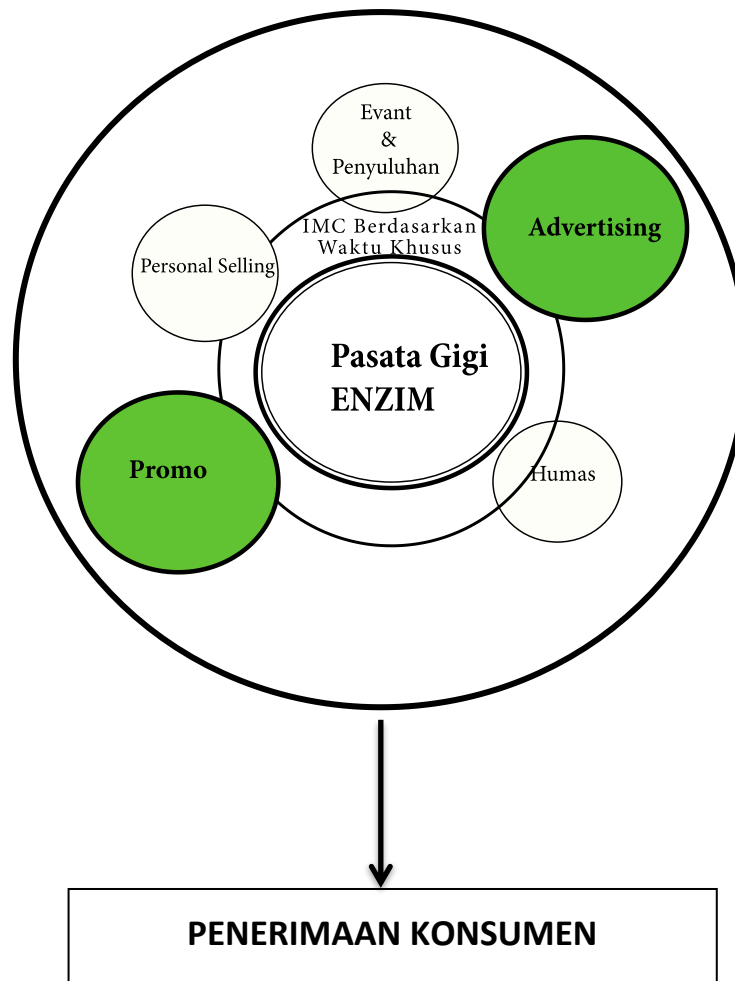 Evant
&
Penyuluhan
Advertising
IMC Berdasarkan
Waktu Khusus
Personal Selling
Pasata Gigi
ENZIM
Promo
Humas
PENERIMAAN KONSUMEN